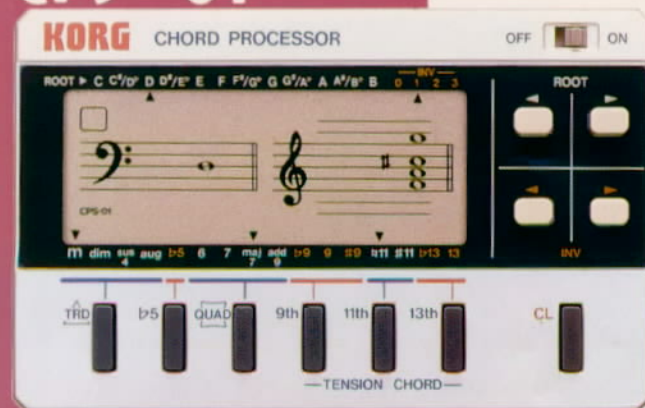 KORG CHORD PROCESSOR OFF ON
ROOT ▶ C C♯/D♭ D D♯/E♭ E F F♯/G♭ G G♯/A♭ A A♯/B♭ B INV 0 1 2 3
ROOT
CPS-01
m dim sus4 aug ♭5 6 7 maj7 add9 ♭9 9 ♯9 ♮11 ♯11 ♭13 13
INV
TRD ♭5 QUAD 9th 11th 13th CL
TENSION CHORD